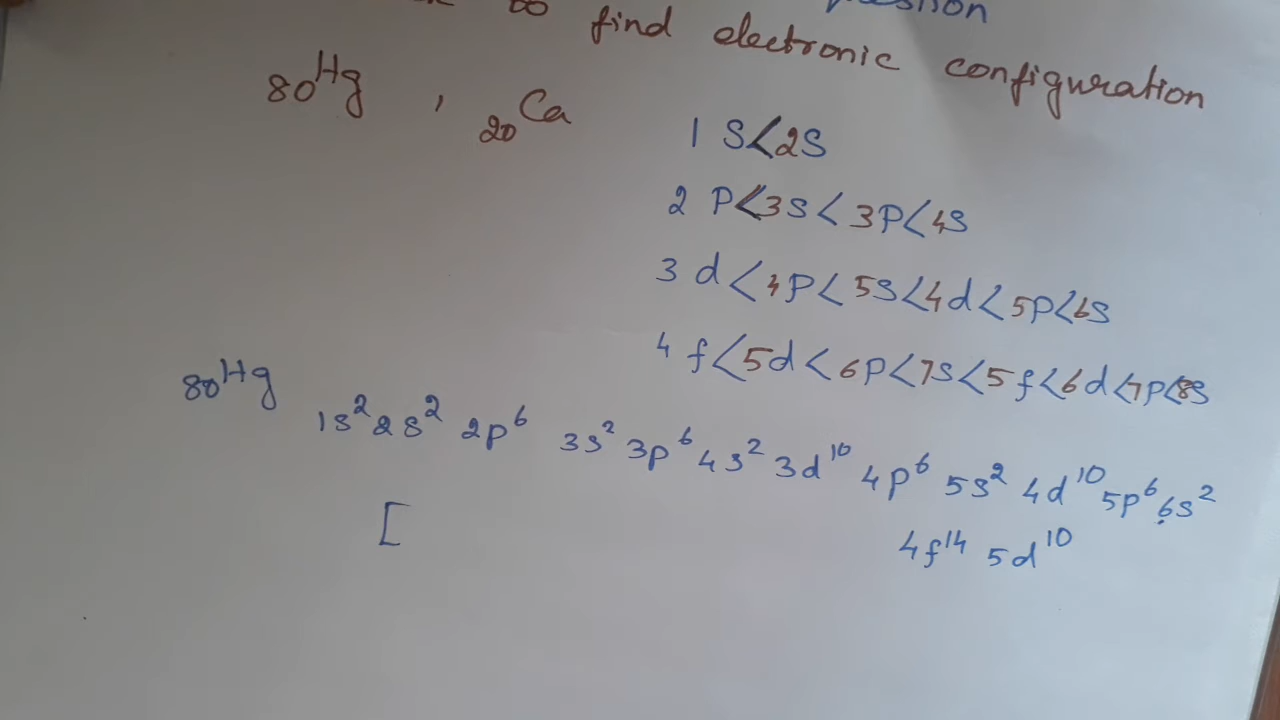 to question
find electronic configuration
80Hg , 20Ca
1 S<2S
2 P<3S<3P<4S
3 d<4P<5S<4d<5P<6S
4 f<5d<6P<7S<5f<6d<7P<8S
80Hg
1s² 2s² 2p⁶ 3s² 3p⁶ 4s² 3d¹⁰ 4p⁶ 5s² 4d¹⁰ 5p⁶ 6s²
4f¹⁴ 5d¹⁰
[